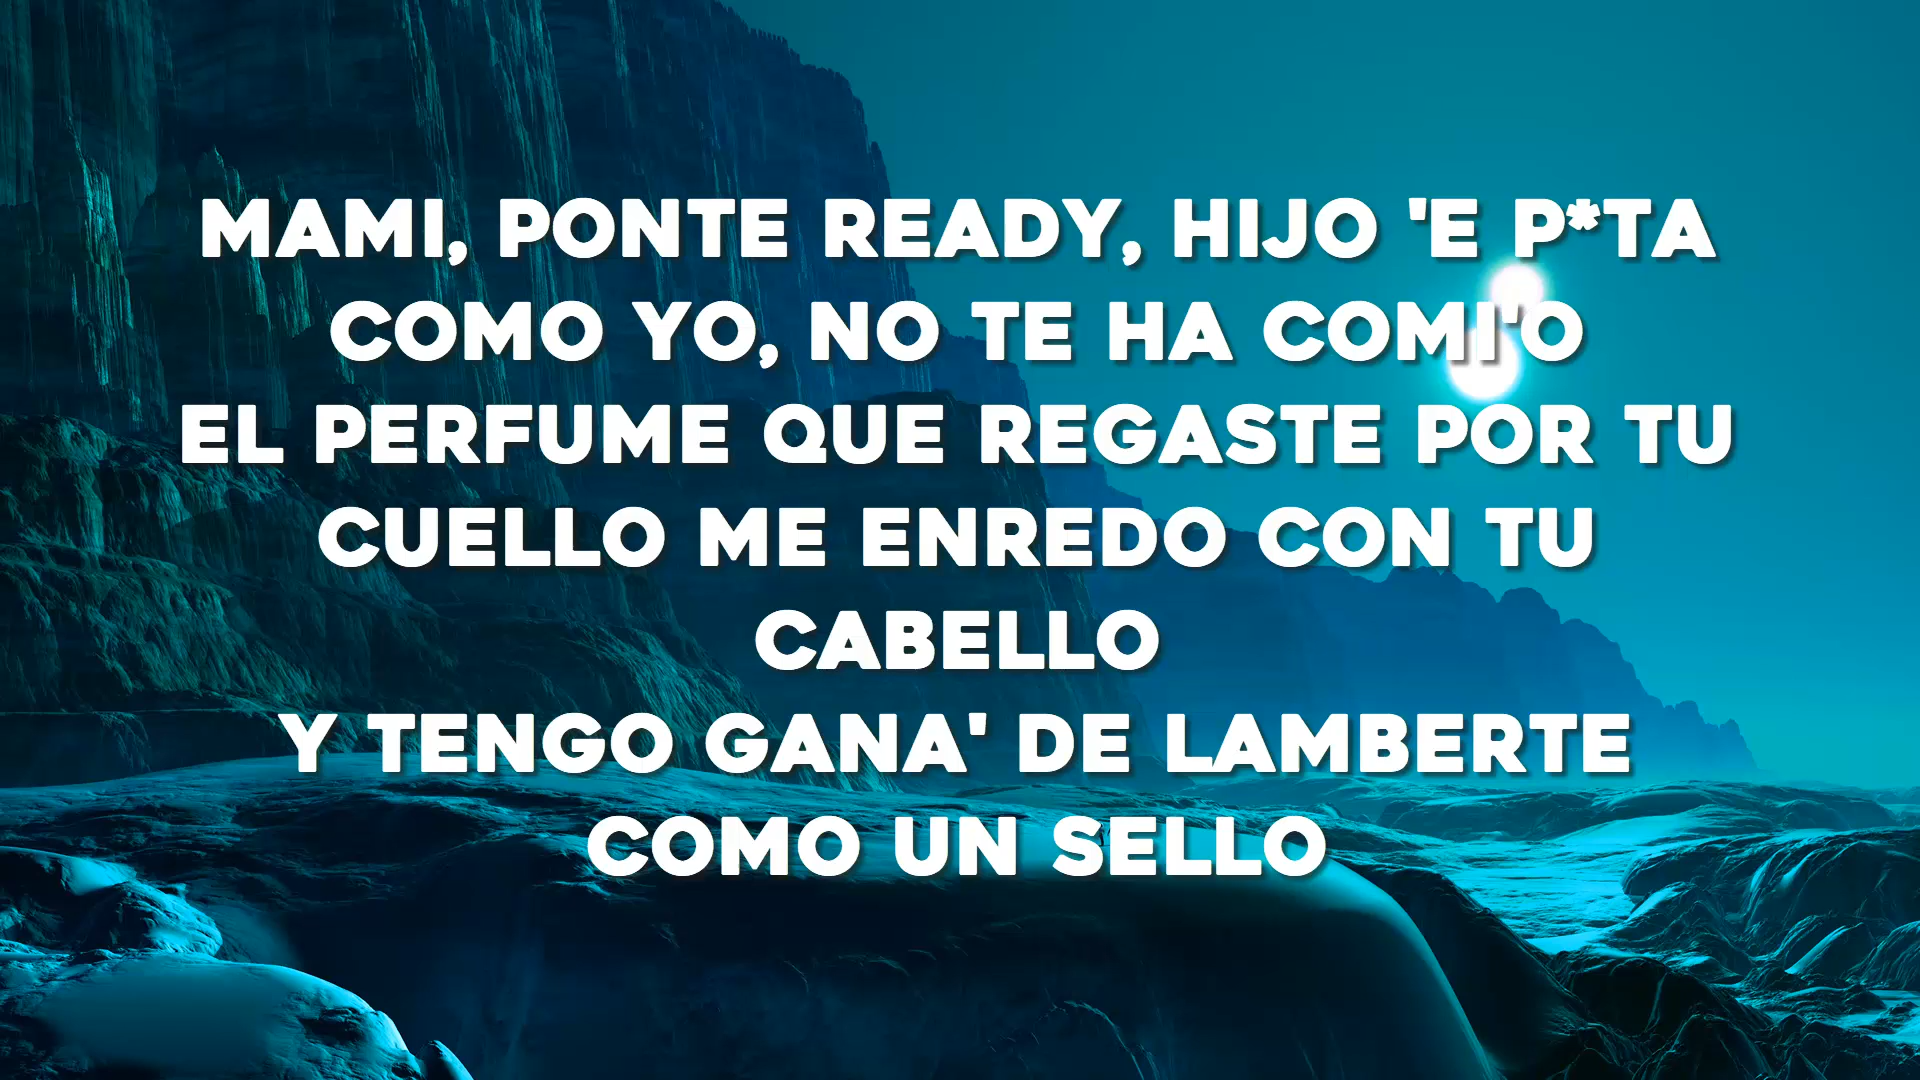 MAMI, PONTE READY, HIJO 'E P*TA
COMO YO, NO TE HA COMI'O
EL PERFUME QUE REGASTE POR TU
CUELLO ME ENREDO CON TU
CABELLO
Y TENGO GANA' DE LAMBERTE
COMO UN SELLO